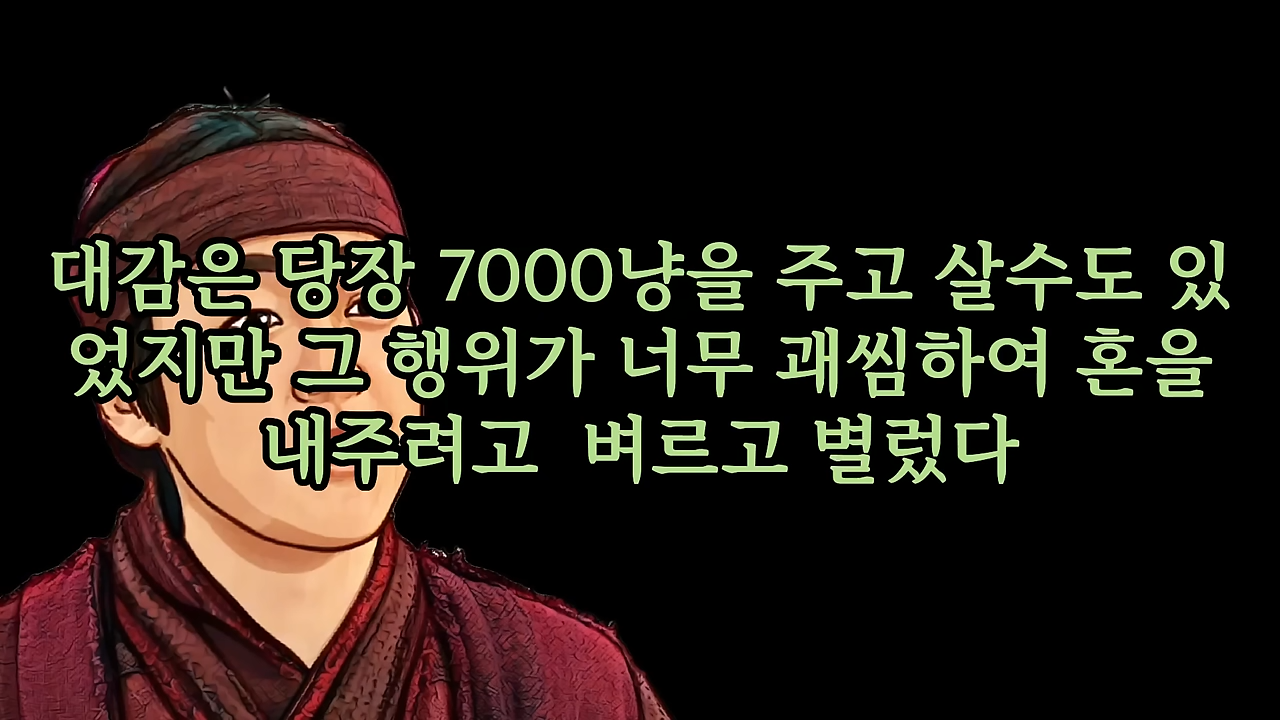 대감은 당장 7000냥을 주고 살수도 있
었지만 그 행위가 너무 괘씸하여 혼을
내주려고  벼르고 별렀다